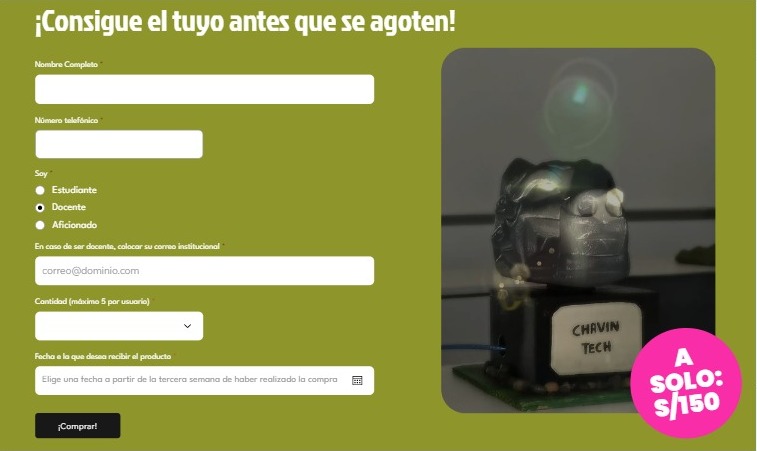 ¡Consigue el tuyo antes que se agoten!
Nombre Completo *
Número telefónico *
Soy *
Estudiante
Docente
Aficionado
En caso de ser docente, colocar su correo institucional *
correo@dominio.com
Cantidad (máximo 5 por usuario) *
Fecha e la que desea recibir el producto
Elige una fecha a partir de la tercera semana de haber realizado la compra
¡Comprar!
CHAVIN
TECH
A
SOLO:
S/150